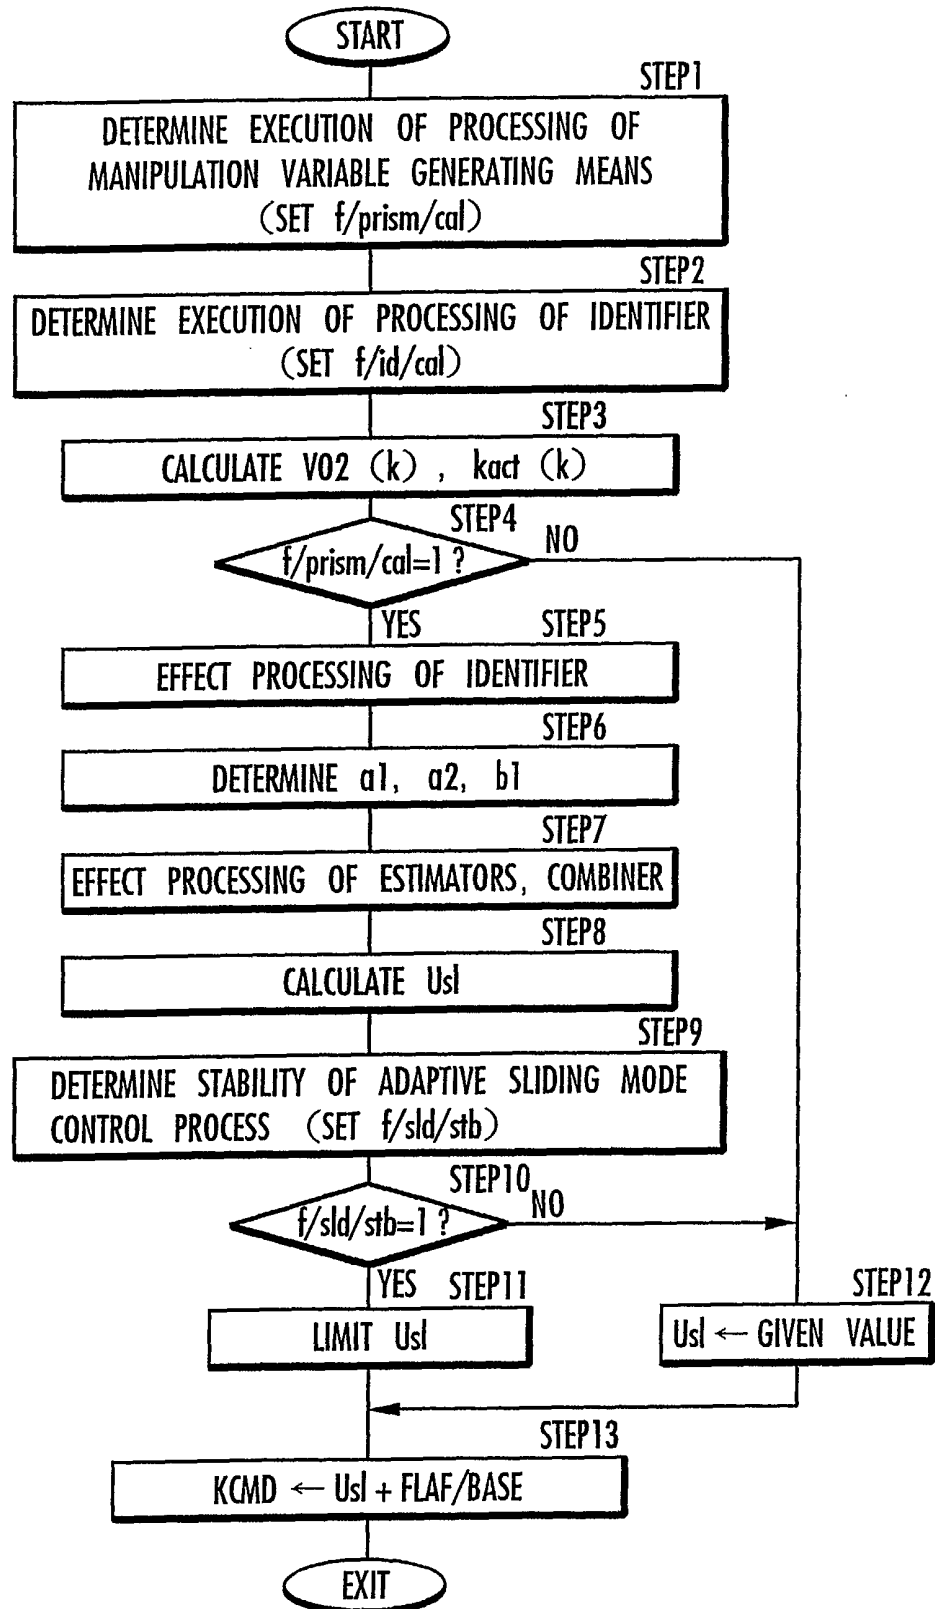 START
STEP1
DETERMINE EXECUTION OF PROCESSING OF
MANIPULATION VARIABLE GENERATING MEANS
(SET f/prism/cal)
STEP2
DETERMINE EXECUTION OF PROCESSING OF IDENTIFIER
(SET f/id/cal)
STEP3
CALCULATE VO2 (k) , kact (k)
STEP4
f/prism/cal=1 ?
NO
YES
STEP5
EFFECT PROCESSING OF IDENTIFIER
STEP6
DETERMINE a1, a2, b1
STEP7
EFFECT PROCESSING OF ESTIMATORS, COMBINER
STEP8
CALCULATE Usl
STEP9
DETERMINE STABILITY OF ADAPTIVE SLIDING MODE
CONTROL PROCESS (SET f/sld/stb)
STEP10
f/sld/stb=1 ?
NO
YES
STEP11
LIMIT Usl
STEP12
Usl ← GIVEN VALUE
STEP13
KCMD ← Usl + FLAF/BASE
EXIT